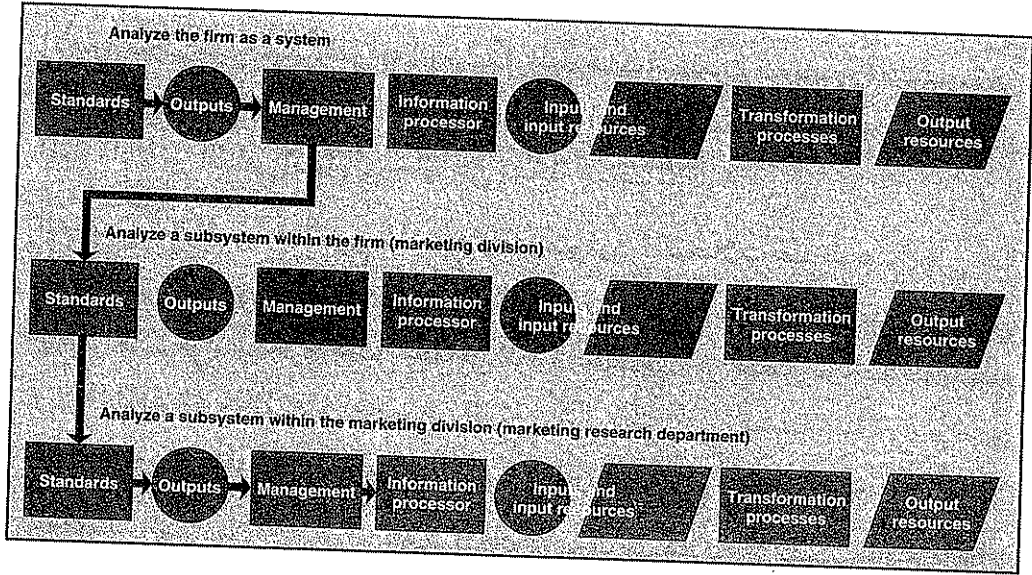 Analyze the firm as a system
Standards
Outputs
Management
Information
processor
Inputs and
input resources
Transformation
processes
Output
resources
Analyze a subsystem within the firm (marketing division)
Standards
Outputs
Management
Information
processor
Inputs and
input resources
Transformation
processes
Output
resources
Analyze a subsystem within the marketing division (marketing research department)
Standards
Outputs
Management
Information
processor
Inputs and
input resources
Transformation
processes
Output
resources